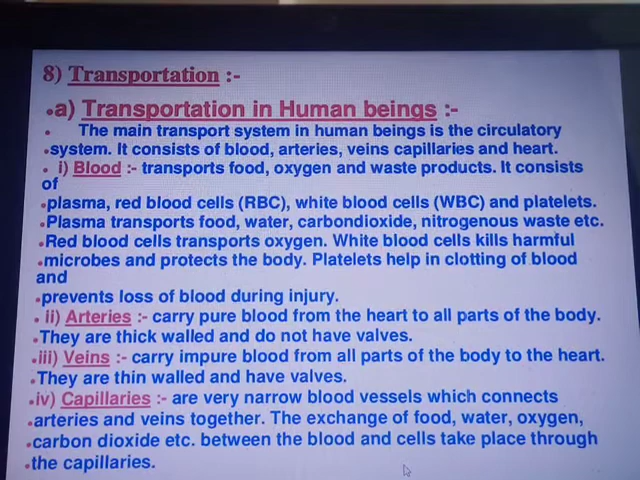 8) Transportation :-
•a) Transportation in Human beings :-
• The main transport system in human beings is the circulatory
•system. It consists of blood, arteries, veins capillaries and heart.
• i) Blood :- transports food, oxygen and waste products. It consists
of
•plasma, red blood cells (RBC), white blood cells (WBC) and platelets.
•Plasma transports food, water, carbondioxide, nitrogenous waste etc.
•Red blood cells transports oxygen. White blood cells kills harmful
•microbes and protects the body. Platelets help in clotting of blood
and
•prevents loss of blood during injury.
• ii) Arteries :- carry pure blood from the heart to all parts of the body.
•They are thick walled and do not have valves.
•iii) Veins :- carry impure blood from all parts of the body to the heart.
•They are thin walled and have valves.
•iv) Capillaries :- are very narrow blood vessels which connects
•arteries and veins together. The exchange of food, water, oxygen,
•carbon dioxide etc. between the blood and cells take place through
•the capillaries.